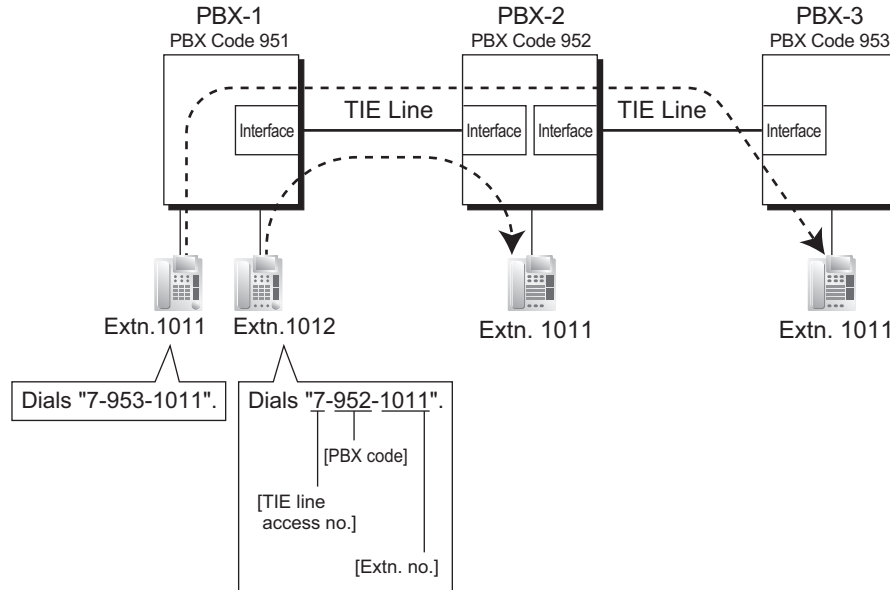 PBX-1
PBX Code 951
PBX-2
PBX Code 952
PBX-3
PBX Code 953
Interface
TIE Line
Interface
Interface
TIE Line
Interface
Extn.1011
Extn.1012
Extn. 1011
Extn. 1011
Dials "7-953-1011".
Dials "7-952-1011".
[PBX code]
[TIE line
access no.]
[Extn. no.]